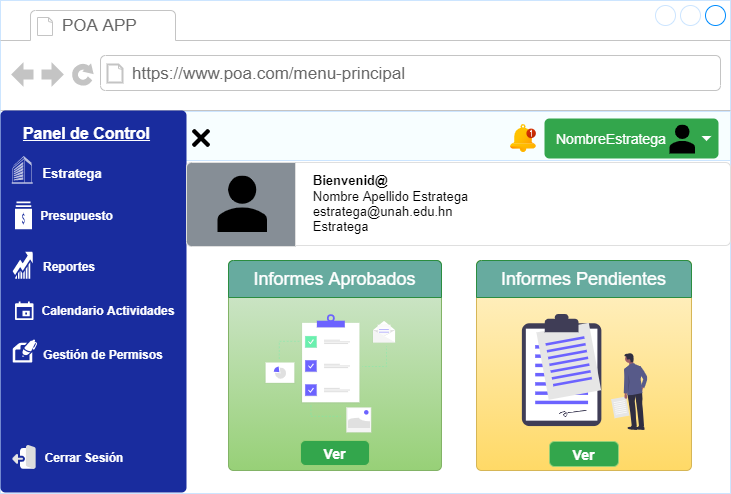 POA APP
https://www.poa.com/menu-principal
Panel de Control
Estratega
Presupuesto
Reportes
Calendario Actividades
Gestión de Permisos
Cerrar Sesión
1
NombreEstratega
Bienvenid@
Nombre Apellido Estratega
estratega@unah.edu.hn
Estratega
Informes Aprobados
Ver
Informes Pendientes
Ver